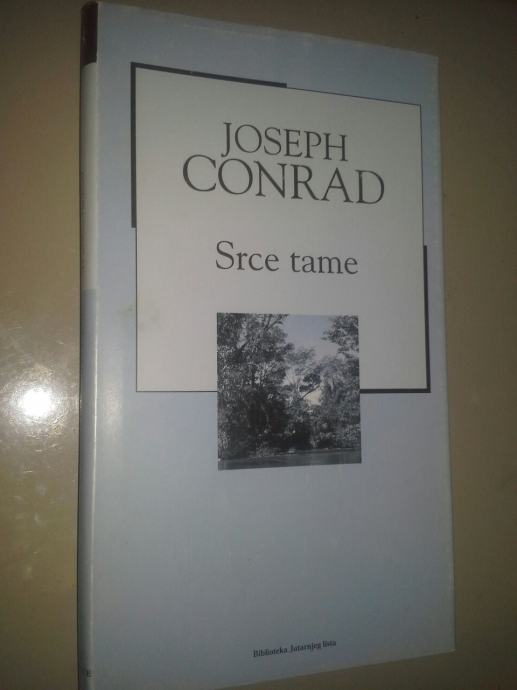 JOSEPH
CONRAD
Srce tame
Biblioteka Jutarnjeg lista